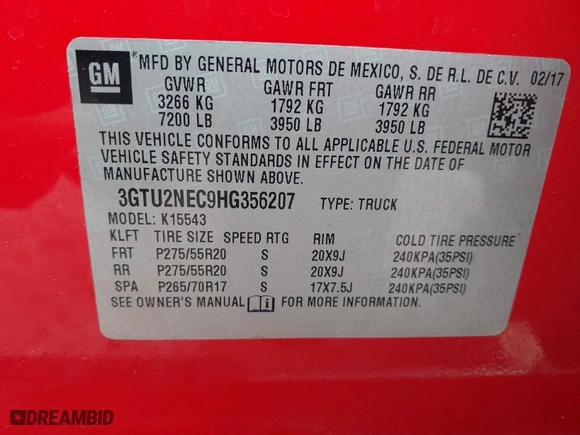 GM
MFD BY GENERAL MOTORS DE MEXICO, S. DE R.L. DE C.V. 02/17
GVWR GAWR FRT GAWR RR
3266 KG 1792 KG 1792 KG
7200 LB 3950 LB 3950 LB
THIS VEHICLE CONFORMS TO ALL APPLICABLE U.S. FEDERAL MOTOR
VEHICLE SAFETY STANDARDS IN EFFECT ON THE DATE OF
MANUFACTURE SHOWN ABOVE.
3GTU2NEC9HG356207 TYPE: TRUCK
MODEL: K15543
KLFT TIRE SIZE SPEED RTG RIM COLD TIRE PRESSURE
FRT P275/55R20 S 20X9J 240KPA(35PSI)
RR P275/55R20 S 20X9J 240KPA(35PSI)
SPA P265/70R17 S 17X7.5J 240KPA(35PSI)
SEE OWNER'S MANUAL i FOR MORE INFORMATION.
DREAMBID